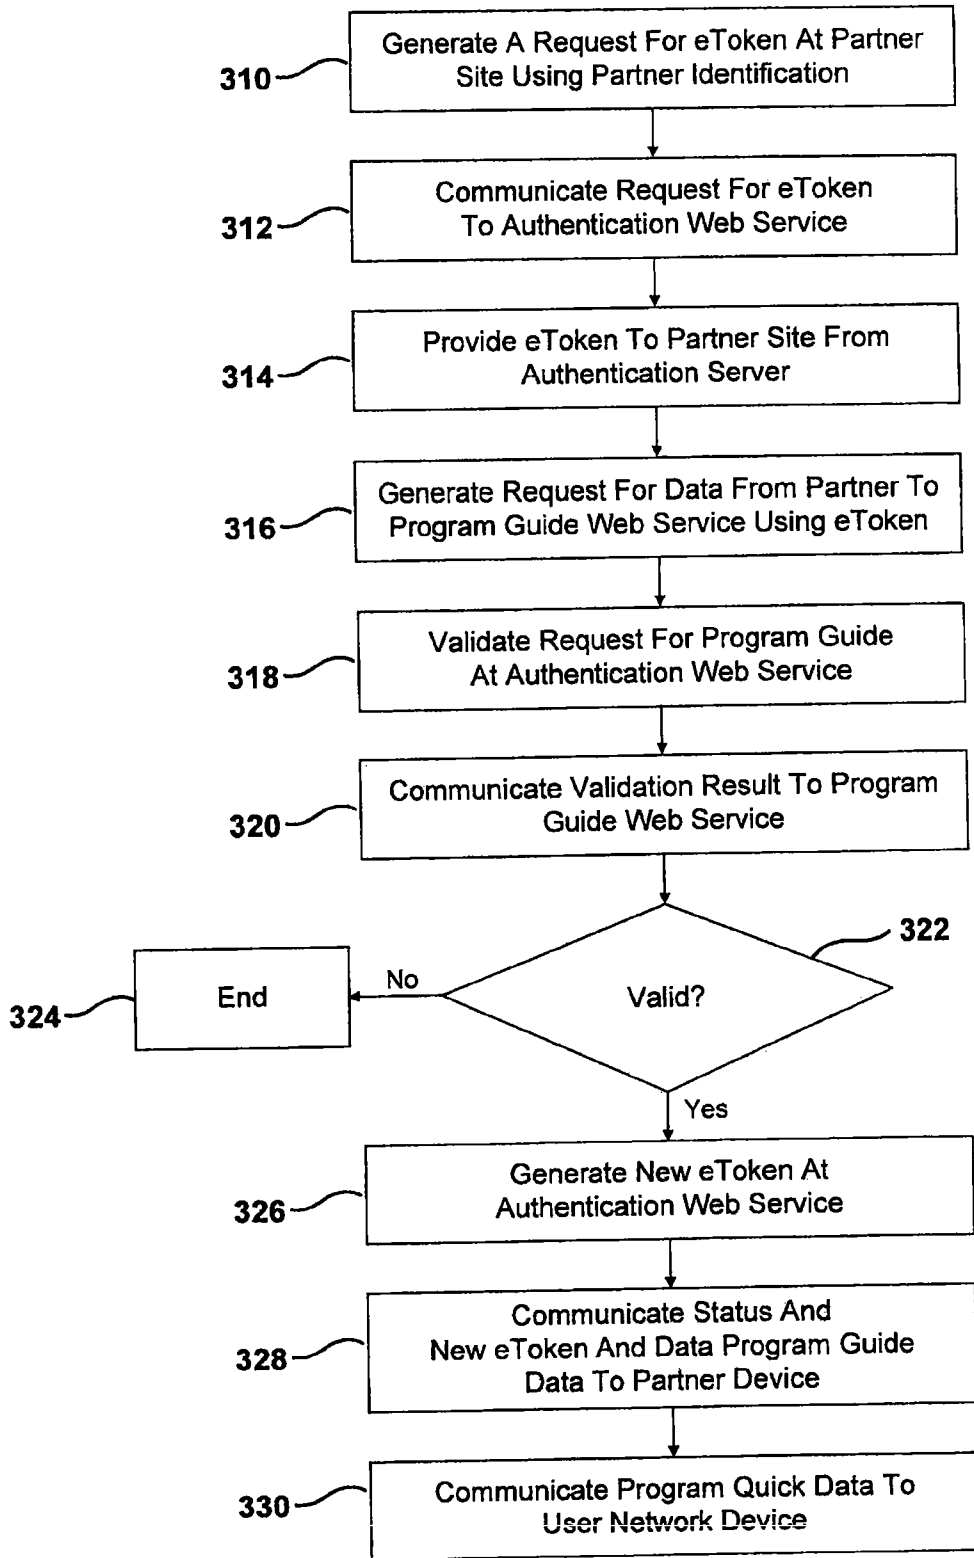 Generate A Request For eToken At Partner
Site Using Partner Identification
310
Communicate Request For eToken
To Authentication Web Service
312
Provide eToken To Partner Site From
Authentication Server
314
Generate Request For Data From Partner To
Program Guide Web Service Using eToken
316
Validate Request For Program Guide
At Authentication Web Service
318
Communicate Validation Result To Program
Guide Web Service
320
322
No
End
Valid?
324
Yes
Generate New eToken At
Authentication Web Service
326
Communicate Status And
New eToken And Data Program Guide
Data To Partner Device
328
Communicate Program Quick Data To
User Network Device
330